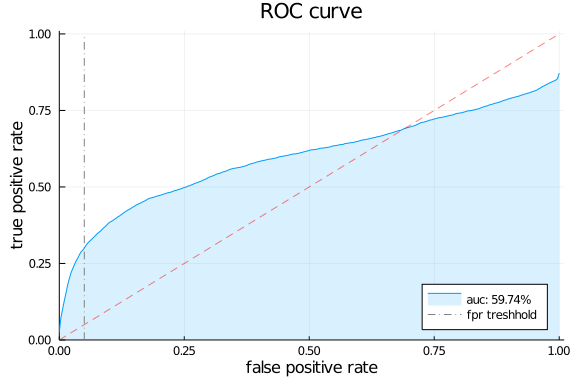 ROC curve
true positive rate
1.00
0.75
0.50
0.25
0.00
0.00
0.25
0.50
0.75
1.00
false positive rate
auc: 59.74%
fpr treshhold